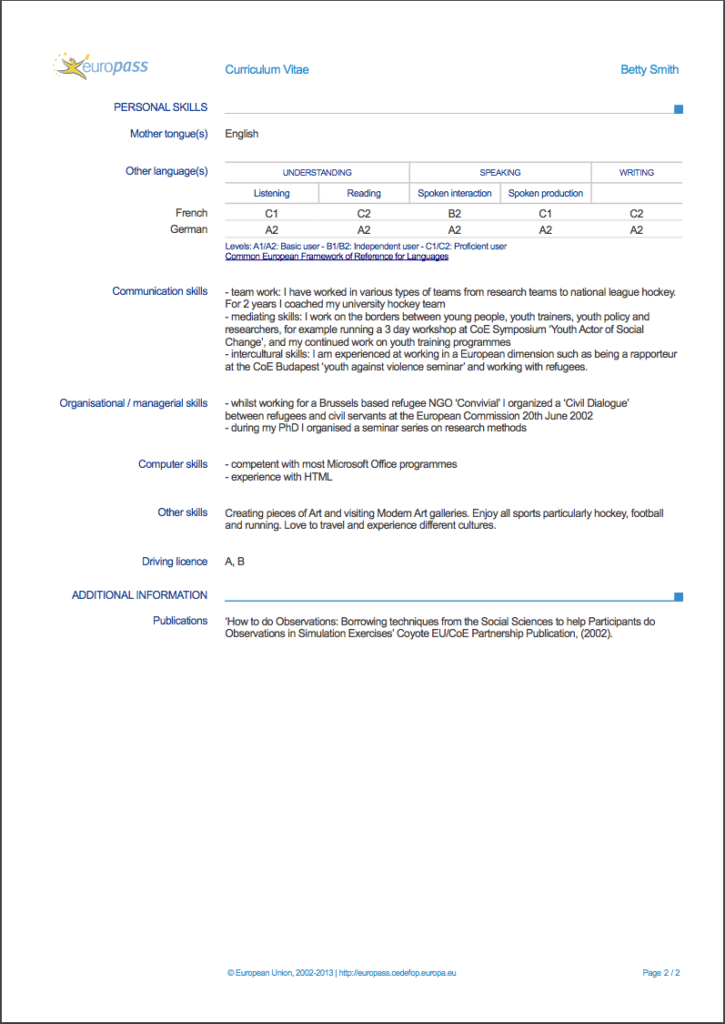 europass
Curriculum Vitae
Betty Smith
PERSONAL SKILLS
Mother tongue(s)
English
Other language(s)
UNDERSTANDING SPEAKING WRITING
Listening Reading Spoken interaction Spoken production
French C1 C2 B2 C1 C2
German A2 A2 A2 A2 A2
Levels: A1/A2: Basic user - B1/B2: Independent user - C1/C2: Proficient user
Common European Framework of Reference for Languages
Communication skills
- team work: I have worked in various types of teams from research teams to national league hockey.
For 2 years I coached my university hockey team
- mediating skills: I work on the borders between young people, youth trainers, youth policy and
researchers, for example running a 3 day workshop at CoE Symposium 'Youth Actor of Social
Change', and my continued work on youth training programmes
- intercultural skills: I am experienced at working in a European dimension such as being a rapporteur
at the CoE Budapest 'youth against violence seminar' and working with refugees.
Organisational / managerial skills
- whilst working for a Brussels based refugee NGO 'Convivial' I organized a 'Civil Dialogue'
between refugees and civil servants at the European Commission 20th June 2002
- during my PhD I organised a seminar series on research methods
Computer skills
- competent with most Microsoft Office programmes
- experience with HTML
Other skills
Creating pieces of Art and visiting Modern Art galleries. Enjoy all sports particularly hockey, football
and running. Love to travel and experience different cultures.
Driving licence
A, B
ADDITIONAL INFORMATION
Publications
'How to do Observations: Borrowing techniques from the Social Sciences to help Participants do
Observations in Simulation Exercises' Coyote EU/CoE Partnership Publication, (2002).
© European Union, 2002-2013 | http://europass.cedefop.europa.eu
Page 2 / 2